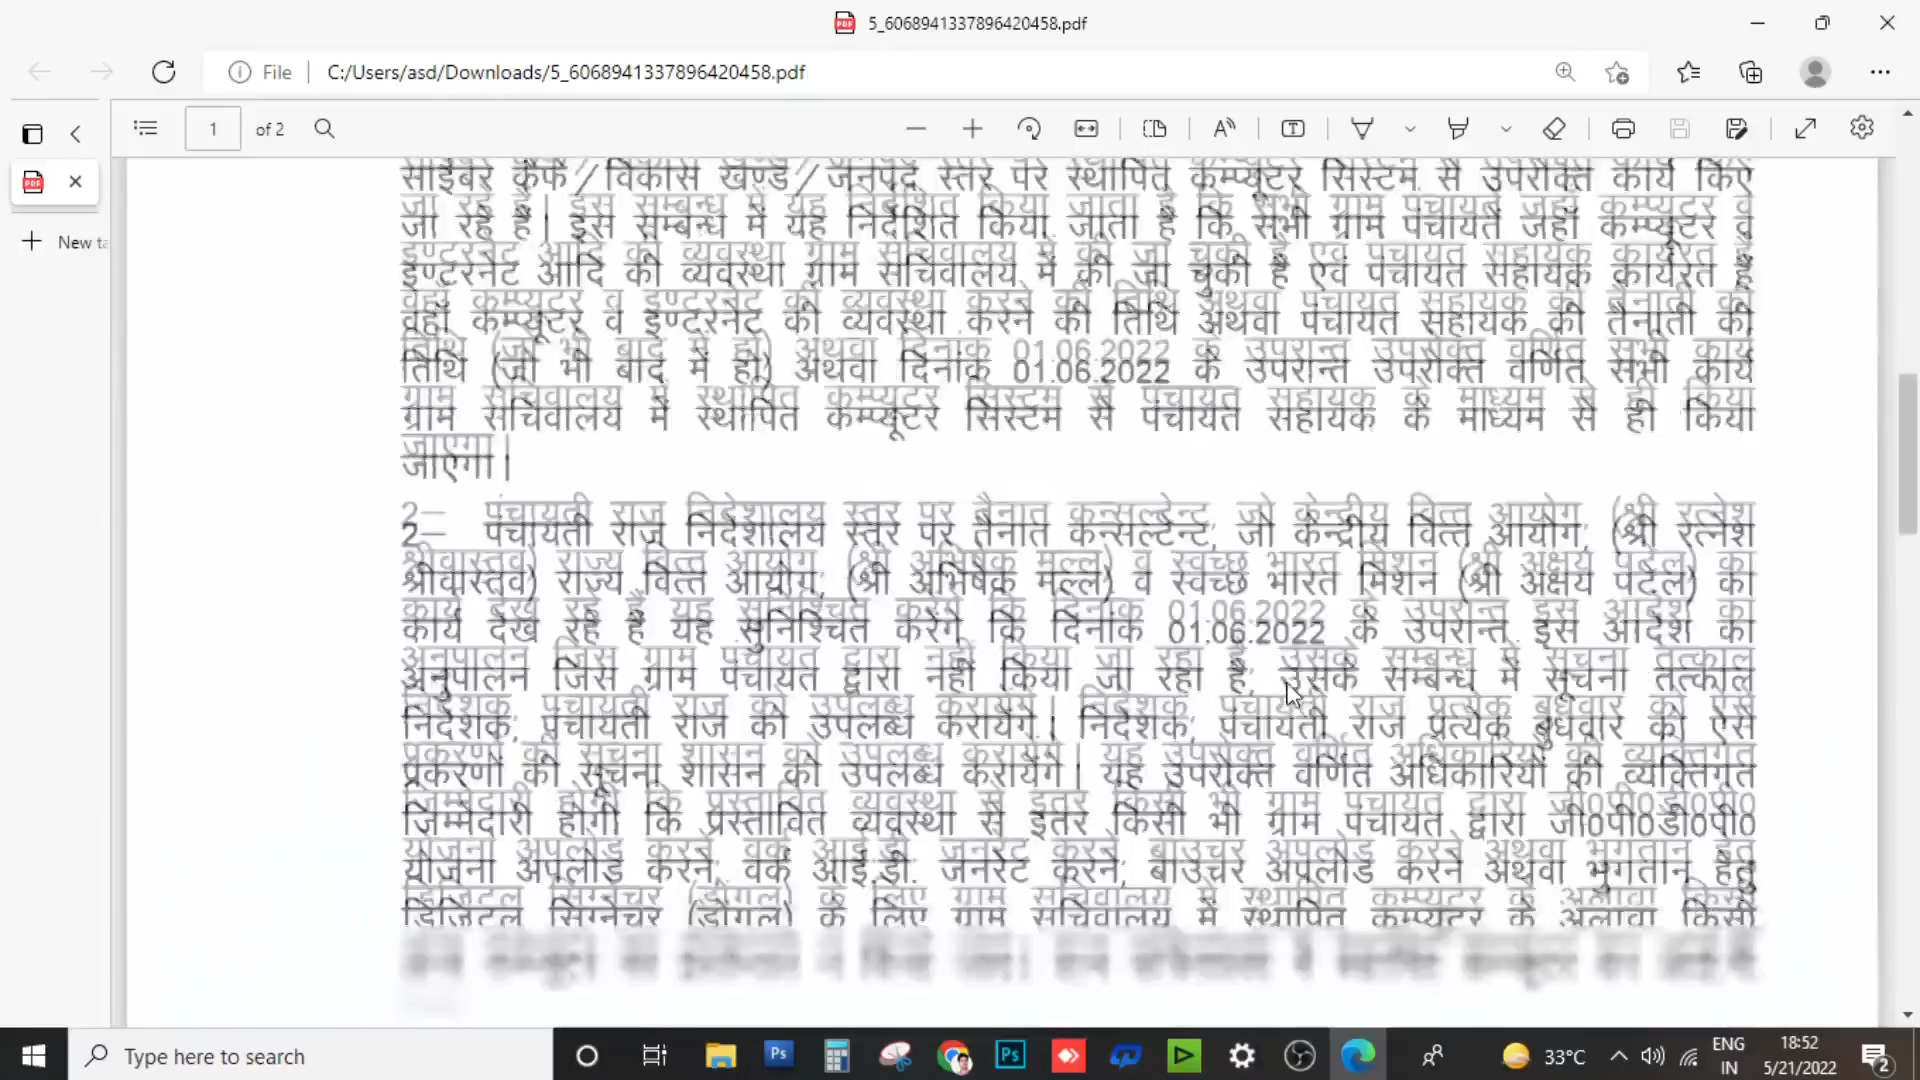 5_6068941337896420458.pdf
File C:/Users/asd/Downloads/5_6068941337896420458.pdf
1 of 2
New ta
साईबर कैफे/विकास खण्ड/जनपद स्तर पर स्थापित कम्प्यूटर सिस्टम से उपरोक्त कार्य किए
जा रहे हैं। इस सम्बन्ध में यह निर्देशित किया जाता है कि सभी ग्राम पंचायतें जहां कम्प्यूटर व
इण्टरनेट आदि की व्यवस्था ग्राम सचिवालय में की जा चुकी है एवं पंचायत सहायक कार्यरत है
वहां कम्प्यूटर व इण्टरनेट की व्यवस्था करने की तिथि अथवा पंचायत सहायक की तैनाती की
तिथि (जो भी बाद में हो) अथवा दिनांक 01.06.2022 के उपरान्त उपरोक्त वर्णित सभी कार्य
ग्राम सचिवालय में स्थापित कम्प्यूटर सिस्टम से पंचायत सहायक के माध्यम से ही किया
जाएगा।
2— पंचायती राज निदेशालय स्तर पर तैनात कन्सल्टेन्ट, जो केन्द्रीय वित्त आयोग, (श्री रत्नेश
श्रीवास्तव) राज्य वित्त आयोग, (श्री अभिषेक मल्ल) व स्वच्छ भारत मिशन (श्री अक्षय पटेल) का
कार्य देख रहे हैं यह सुनिश्चित करेंगे कि दिनांक 01.06.2022 के उपरान्त इस आदेश का
अनुपालन जिस ग्राम पंचायत द्वारा नहीं किया जा रहा है, उसके सम्बन्ध में सूचना तत्काल
निदेशक, पंचायती राज को उपलब्ध करायेंगे। निदेशक, पंचायती राज प्रत्येक बुधवार को ऐसे
प्रकरणों की सूचना शासन को उपलब्ध करायेंगे। यह उपरोक्त वर्णित अधिकारियों की व्यक्तिगत
जिम्मेदारी होगी कि प्रस्तावित व्यवस्था से इतर किसी भी ग्राम पंचायत द्वारा जी0पी0डी0पी0
योजना अपलोड करने, वर्क आई.डी. जनरेट करने, बाउचर अपलोड करने अथवा भुगतान हेतु
डिजिटल सिग्नेचर (डोंगल) के लिए ग्राम सचिवालय में स्थापित कम्प्यूटर के अलावा किसी
Type here to search
33°C
ENG
IN
18:52
5/21/2022
2